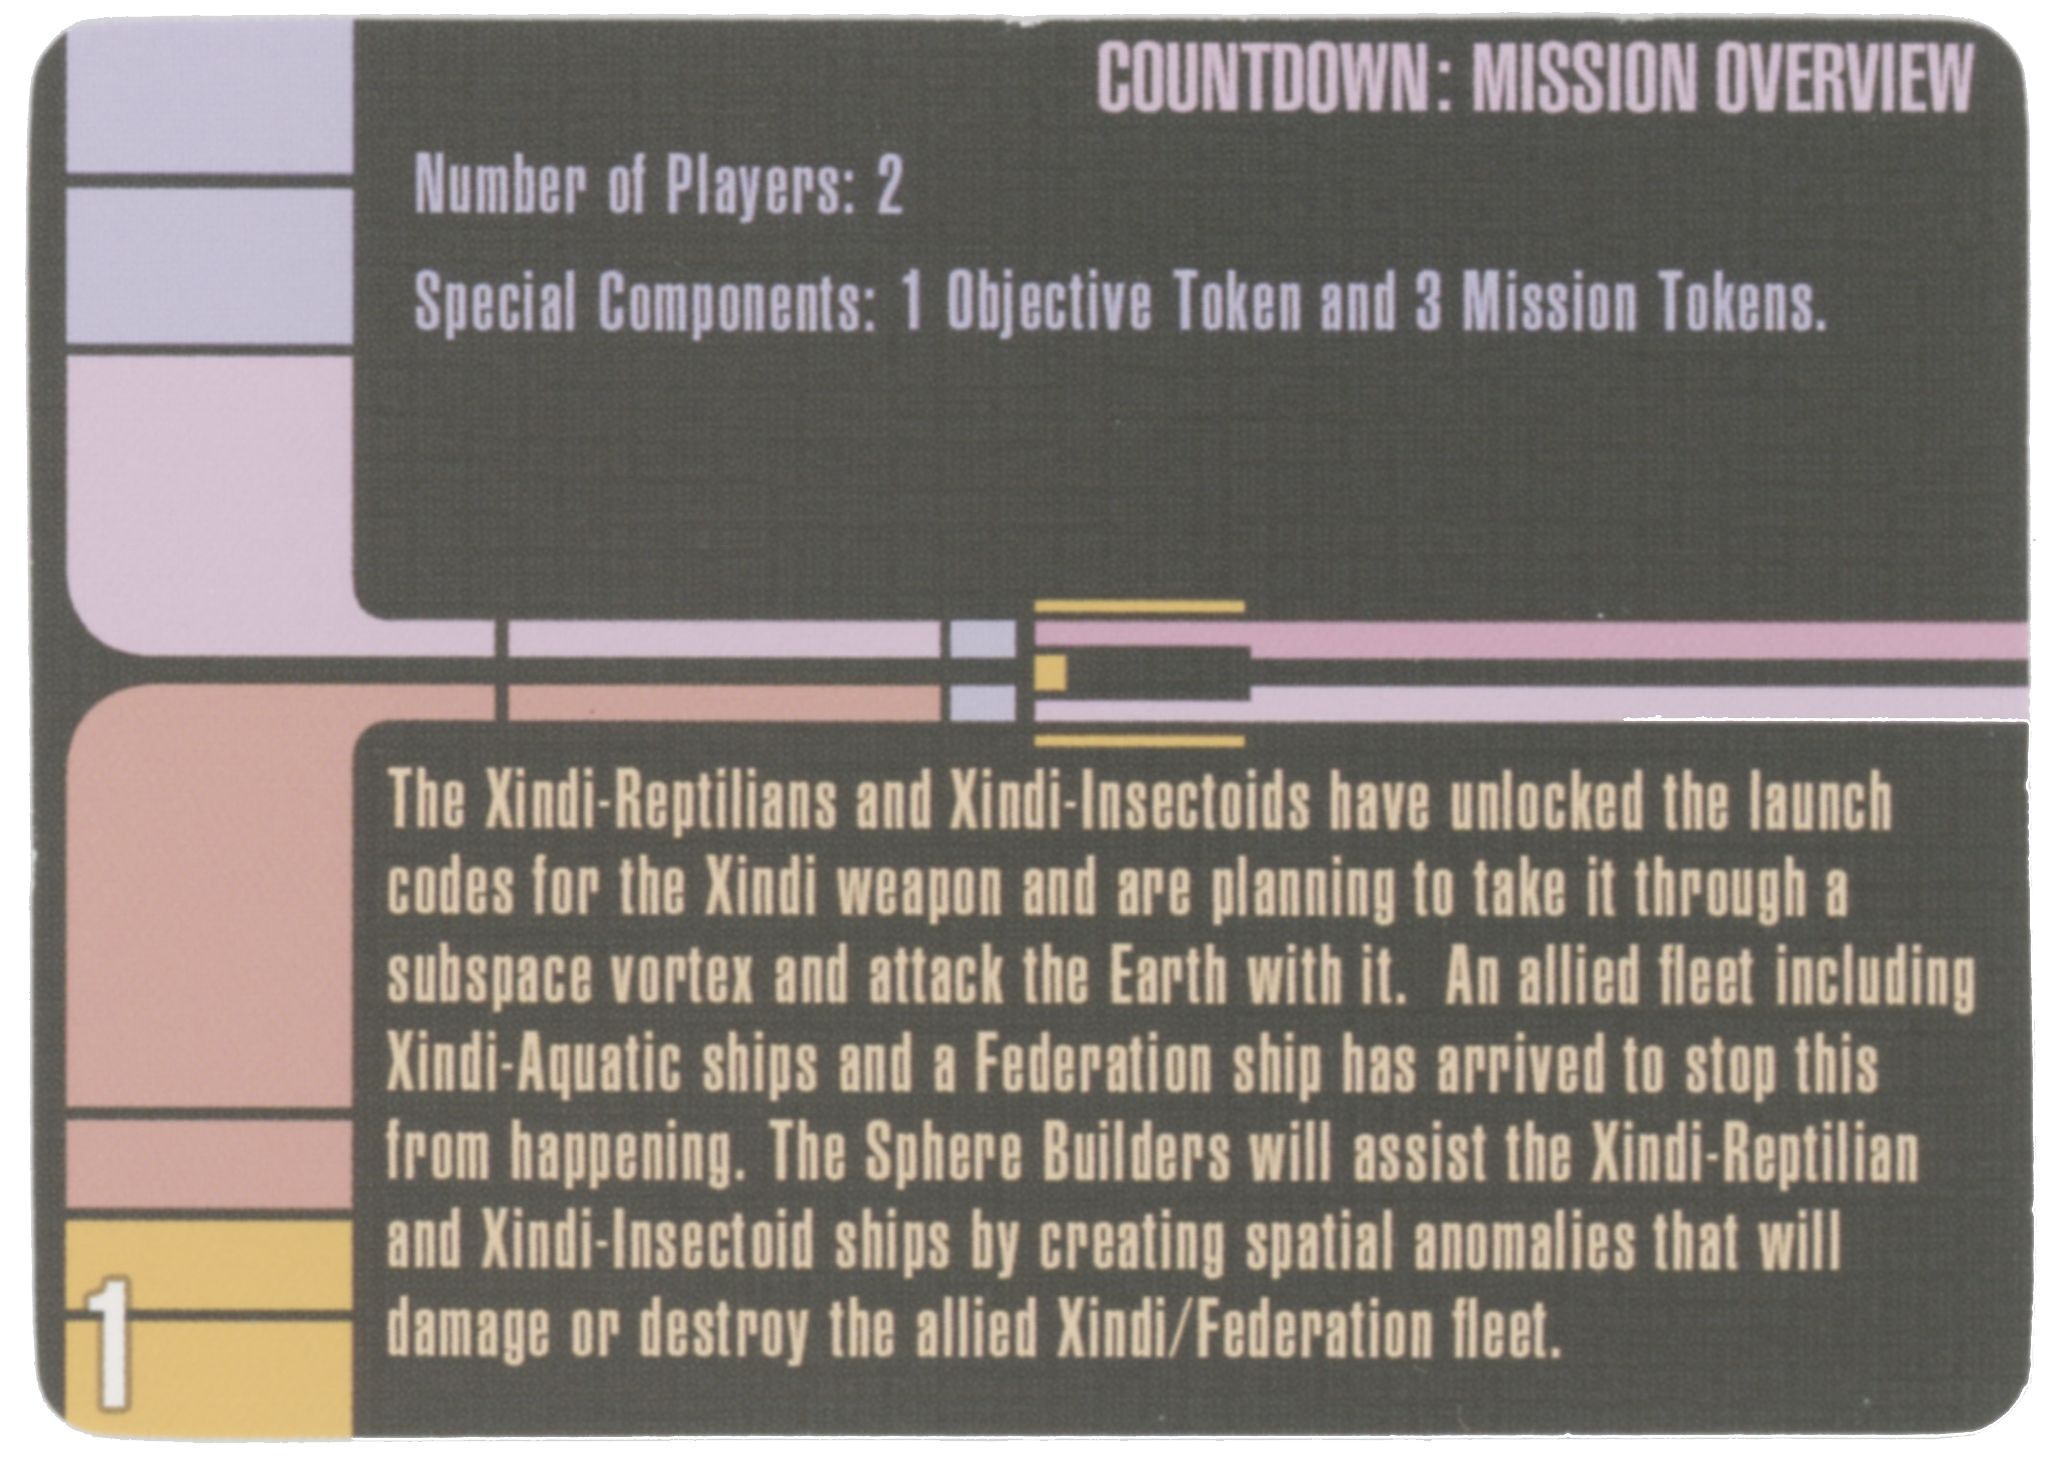 COUNTDOWN: MISSION OVERVIEW
Number of Players: 2
Special Components: 1 Objective Token and 3 Mission Tokens.
The Xindi-Reptilians and Xindi-Insectoids have unlocked the launch
codes for the Xindi weapon and are planning to take it through a
subspace vortex and attack the Earth with it.  An allied fleet including
Xindi-Aquatic ships and a Federation ship has arrived to stop this
from happening.  The Sphere Builders will assist the Xindi-Reptilian
and Xindi-Insectoid ships by creating spatial anomalies that will
damage or destroy the allied Xindi/Federation fleet.
1